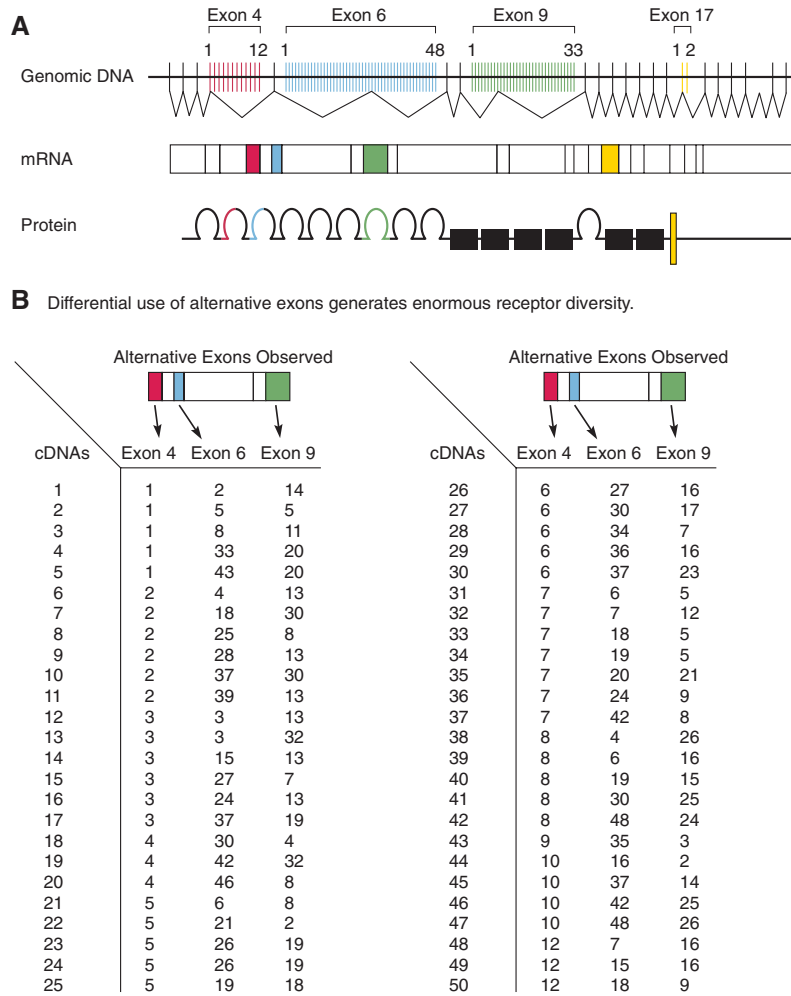 A
Exon 4 Exon 6 Exon 9 Exon 17
1 12 1 48 1 33 1 2
Genomic DNA
mRNA
Protein
B Differential use of alternative exons generates enormous receptor diversity.
Alternative Exons Observed Alternative Exons Observed
cDNAs Exon 4 Exon 6 Exon 9 cDNAs Exon 4 Exon 6 Exon 9
1 1 2 14 26 6 27 16
2 1 5 5 27 6 30 17
3 1 8 11 28 6 34 7
4 1 33 20 29 6 36 16
5 1 43 20 30 6 37 23
6 2 4 13 31 7 6 5
7 2 18 30 32 7 7 12
8 2 25 8 33 7 18 5
9 2 28 13 34 7 19 5
10 2 37 30 35 7 20 21
11 2 39 13 36 7 24 9
12 3 3 13 37 7 42 8
13 3 3 32 38 8 4 26
14 3 15 13 39 8 6 16
15 3 27 7 40 8 19 15
16 3 24 13 41 8 30 25
17 3 37 19 42 8 48 24
18 4 30 4 43 9 35 3
19 4 42 32 44 10 16 2
20 4 46 8 45 10 37 14
21 5 6 8 46 10 42 25
22 5 21 2 47 10 48 26
23 5 26 19 48 12 7 16
24 5 26 19 49 12 15 16
25 5 19 18 50 12 18 9